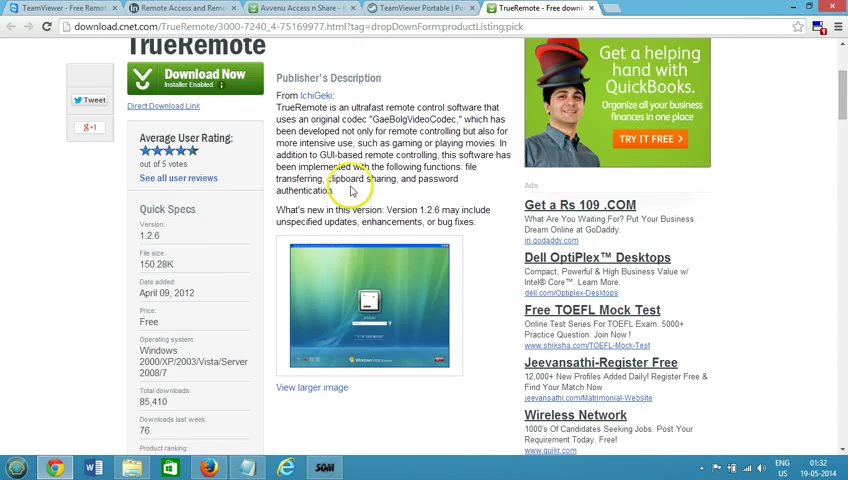 TeamViewer - Free Remote
Remote Access and Rem
Avvenu Access n Share - f
TeamViewer Portable | Po
TrueRemote - Free downl
download.cnet.com/TrueRemote/3000-7240_4-75169977.html?tag=dropDownForm;productListing;pick
TrueRemote
Download Now
Installer Enabled
Direct Download Link
Tweet
g+1
Average User Rating:
out of 5 votes
See all user reviews
Quick Specs
Version:
1.2.6
File size:
150.28K
Date added:
April 09, 2012
Price:
Free
Operating system:
Windows
2000/XP/2003/Vista/Server
2008/7
Total downloads:
85,410
Downloads last week:
76
Product ranking:
Publisher's Description
From IchiGeki:
TrueRemote is an ultrafast remote control software that
uses an original codec "GaeBolgVideoCodec," which has
been developed not only for remote controlling but also for
more intensive use, such as gaming or playing movies. In
addition to GUI-based remote controlling, this software has
been implemented with the following functions: file
transferring, clipboard sharing, and password
authentication.
What's new in this version: Version 1.2.6 may include
unspecified updates, enhancements, or bug fixes.
View larger image
Get a helping
hand with
QuickBooks.
Organize all your business
finances in one place
TRY IT FREE
Ads
Get a Rs 109 .COM
What Are You Waiting For? Put Your Business
Dream Online at GoDaddy.
in.godaddy.com
Dell OptiPlex™ Desktops
Compact, Powerful & High Business Value w/
Intel® Core™. Learn More.
dell.com/Optiplex-Desktops
Free TOEFL Mock Test
Online Test Series For TOEFL Exam. 5000+
Practice Question. Join Now !
www.shiksha.com/TOEFL-Mock-Test
Jeevansathi-Register Free
12,000+ New Profiles Added Daily! Register Free &
Find Your Match Now
jeevansathi.com/Matrimonial-Website
Wireless Network
1000'S Of Candidates Seeking Jobs. Post Your
Requirement Today. Free!
www.quikr.com
SOM
ENG
US
01:32
19-05-2014